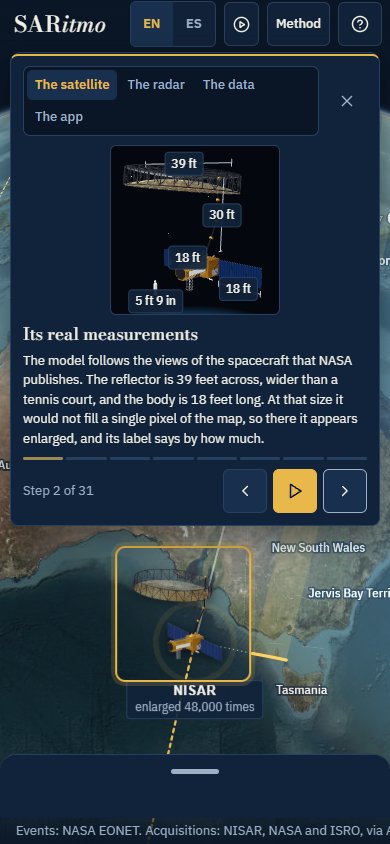 SARitmo
EN
ES
Method
The satellite
The radar
The data
The app
39 ft
30 ft
18 ft
18 ft
5 ft 9 in
Its real measurements
The model follows the views of the spacecraft that NASA
publishes. The reflector is 39 feet across, wider than a
tennis court, and the body is 18 feet long. At that size it
would not fill a single pixel of the map, so there it appears
enlarged, and its label says by how much.
Step 2 of 31
New South Wales
Jervis Bay Terri
NISAR
enlarged 48,000 times
Tasmania
Events: NASA EONET. Acquisitions: NISAR, NASA and ISRO, via A